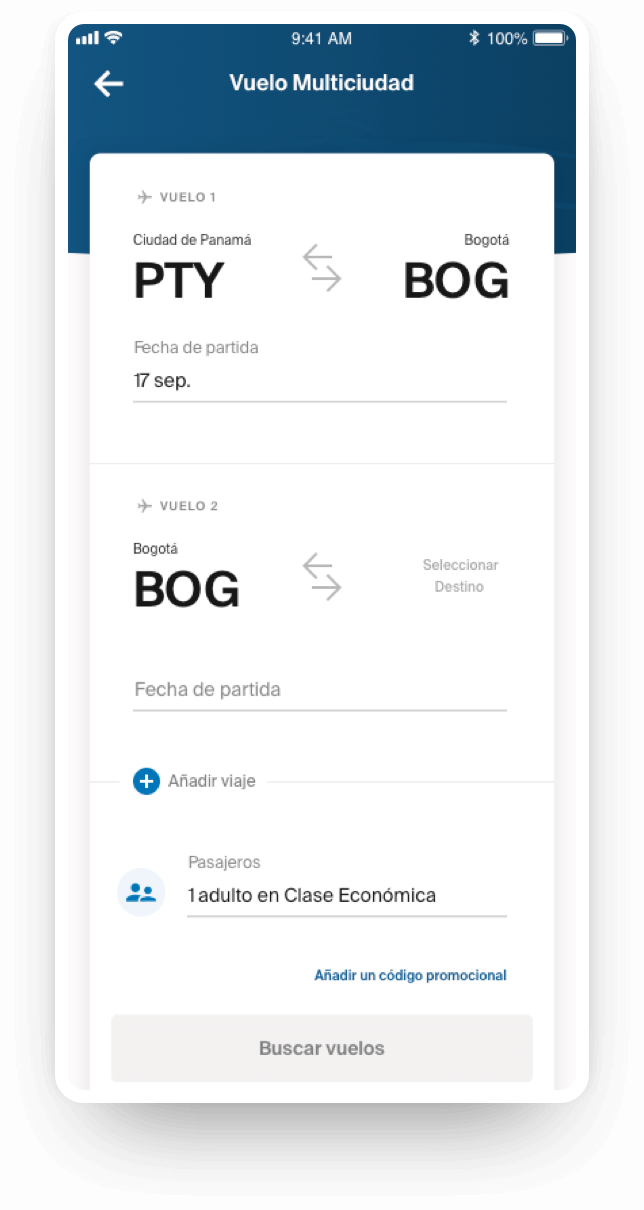 9:41 AM 100%
Vuelo Multiciudad
VUELO 1
Ciudad de Panamá Bogotá
PTY BOG
Fecha de partida
17 sep.
VUELO 2
Bogotá
BOG
Seleccionar
Destino
Fecha de partida
Añadir viaje
Pasajeros
1 adulto en Clase Económica
Añadir un código promocional
Buscar vuelos